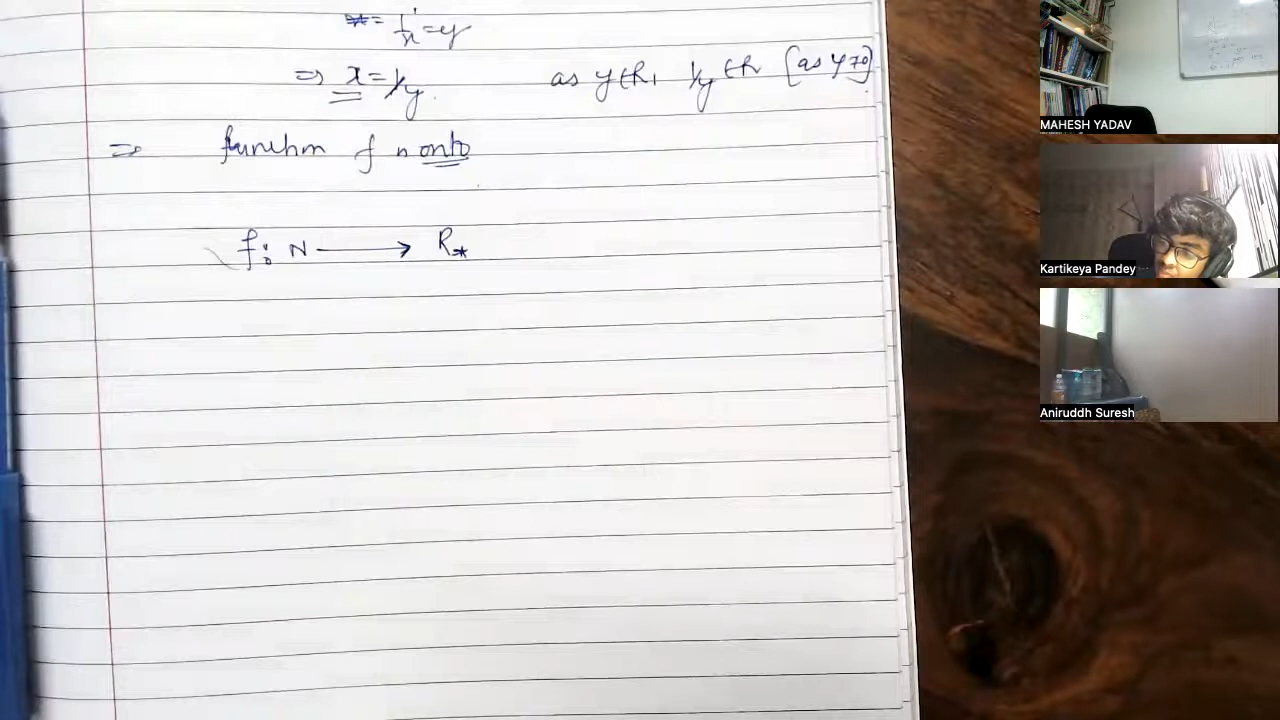 = 1/x = y
⇒ x = 1/y. as y ∈ R, 1/y ∈ R [as y≠0]
⇒ function f is onto
f: N ⟶ R*
MAHESH YADAV
Kartikeya Pandey
Aniruddh Suresh